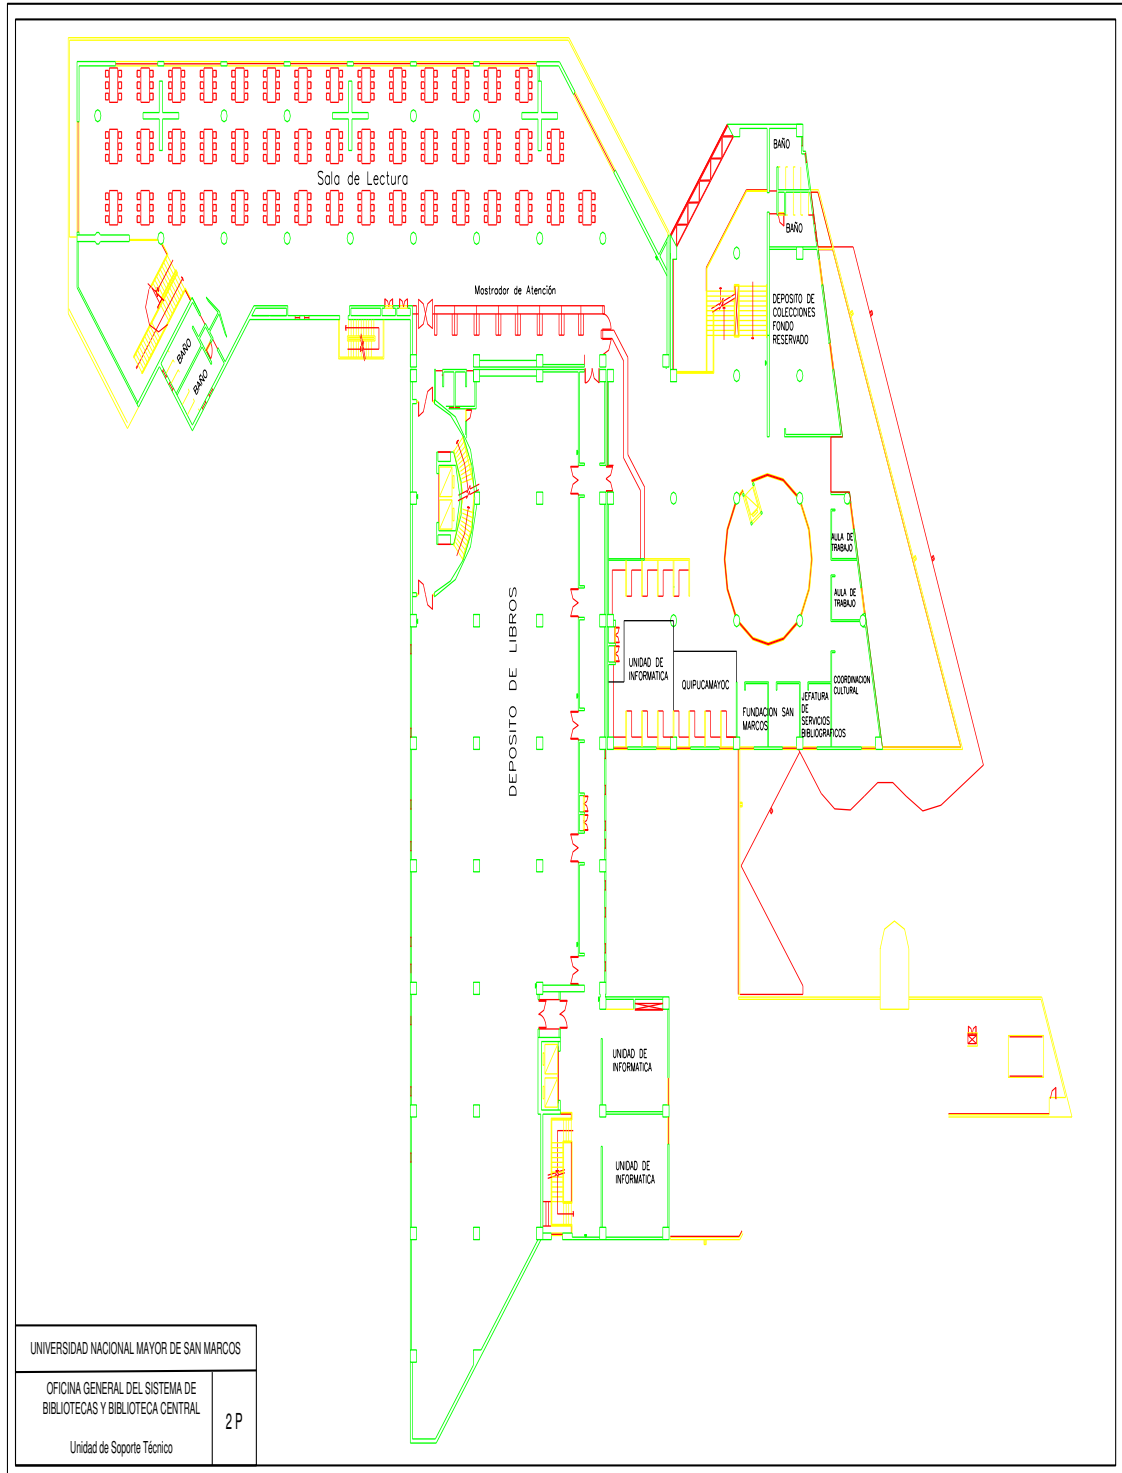 Sala de Lectura
Mostrador de Atención
BAÑO
BAÑO
BAÑO
BAÑO
DEPOSITO DE
COLECCIONES
FONDO
RESERVADO
AULA DE
TRABAJO
AULA DE
TRABAJO
DEPOSITO DE LIBROS
UNIDAD DE
INFORMATICA
QUIPUCAMAYOC
FUNDACION SAN
MARCOS
JEFATURA
DE
SERVICIOS
BIBLIOGRAFICOS
COORDINACION
CULTURAL
UNIDAD DE
INFORMATICA
UNIDAD DE
INFORMATICA
UNIVERSIDAD NACIONAL MAYOR DE SAN MARCOS
OFICINA GENERAL DEL SISTEMA DE
BIBLIOTECAS Y BIBLIOTECA CENTRAL
Unidad de Soporte Técnico
2 P